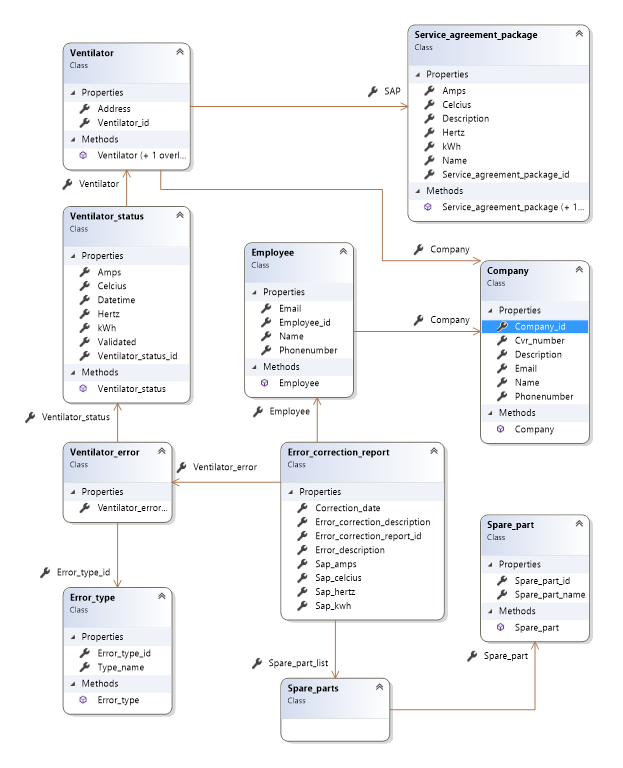 Service_agreement_package
Class
Properties
Amps
Celcius
Description
Hertz
kWh
Name
Service_agreement_package_id
Methods
Service_agreement_package (+ 1...
Ventilator
Class
Properties
Address
Ventilator_id
Methods
Ventilator (+ 1 overl...
SAP
Ventilator
Ventilator_status
Class
Properties
Amps
Celcius
Datetime
Hertz
kWh
Validated
Ventilator_status_id
Methods
Ventilator_status
Employee
Class
Properties
Email
Employee_id
Name
Phonenumber
Methods
Employee
Company
Company
Company
Class
Properties
Company_id
Cvr_number
Description
Email
Name
Phonenumber
Methods
Company
Ventilator_status
Employee
Ventilator_error
Class
Properties
Ventilator_error...
Ventilator_error
Error_correction_report
Class
Properties
Correction_date
Error_correction_description
Error_correction_report_id
Error_description
Sap_amps
Sap_celcius
Sap_hertz
Sap_kwh
Spare_part
Class
Properties
Spare_part_id
Spare_part_name
Methods
Spare_part
Error_type_id
Error_type
Class
Properties
Error_type_id
Type_name
Methods
Error_type
Spare_part_list
Spare_part
Spare_parts
Class